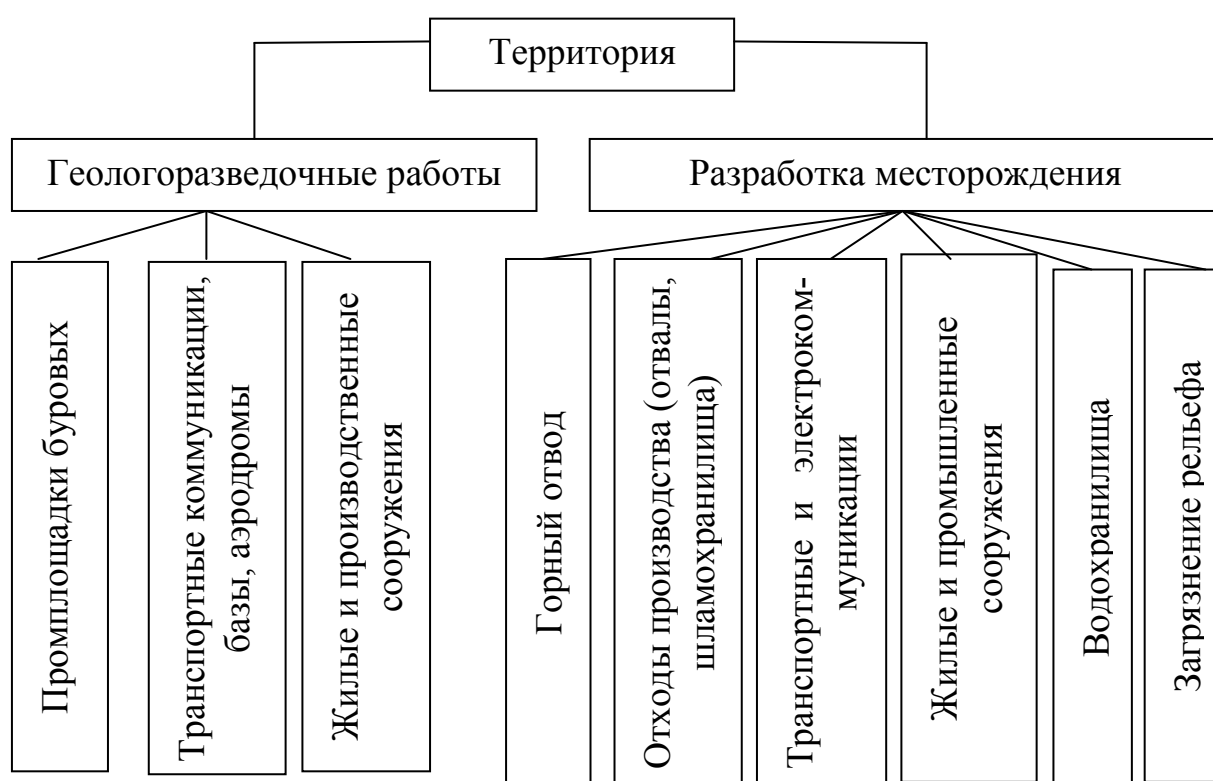 Территория
Геологоразведочные работы
Разработка месторождения
Промплощадки буровых
Транспортные коммуникации,
базы, аэродромы
Жилые и производственные
сооружения
Горный отвод
Отходы производства (отвалы,
шламохранилища)
Транспортные и электроком-
муникации
Жилые и промышленные
сооружения
Водохранилища
Загрязнение рельефа